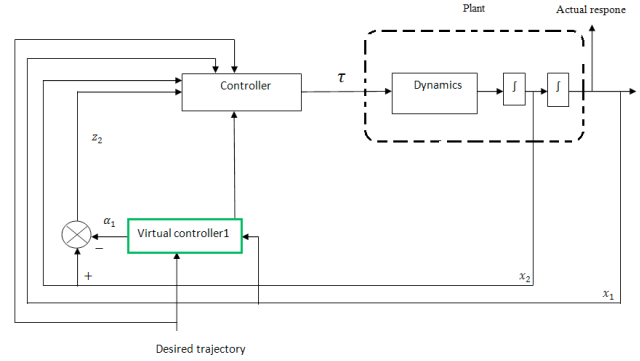 Plant
Actual respone
Controller
τ
Dynamics
∫
∫
z₂
α₁
Virtual controller1
−
+
x₂
x₁
Desired trajectory